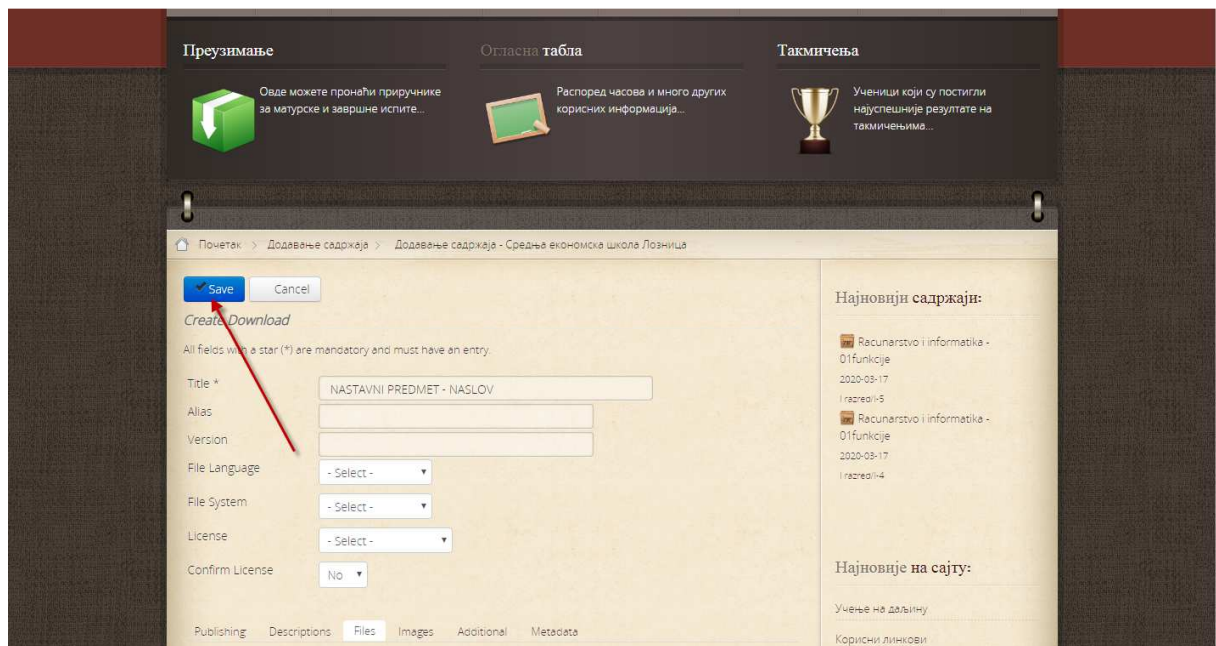 Преузимање
Овде можете пронаћи приручнике
за матурске и завршне испите...
Огласна табла
Распоред часова и много других
корисних информација...
Такмичења
Ученици који су постигли
најуспешније резултате на
такмичењима...
Почетак > Додавање садржаја > Додавање садржаја - Средња економска школа Лозница
Save Cancel
Create Download
All fields with a star (*) are mandatory and must have an entry.
Title * NASTAVNI PREDMET - NASLOV
Alias
Version
File Language - Select -
File System - Select -
License - Select -
Confirm License No
Publishing Descriptions Files Images Additional Metadata
Најновији садржаји:
Racunarstvo i informatika -
01funkcije
2020-03-17
I razred/I-5
Racunarstvo i informatika -
01funkcije
2020-03-17
I razred/I-4
Најновије на сајту:
Учење на даљину
Корисни линкови